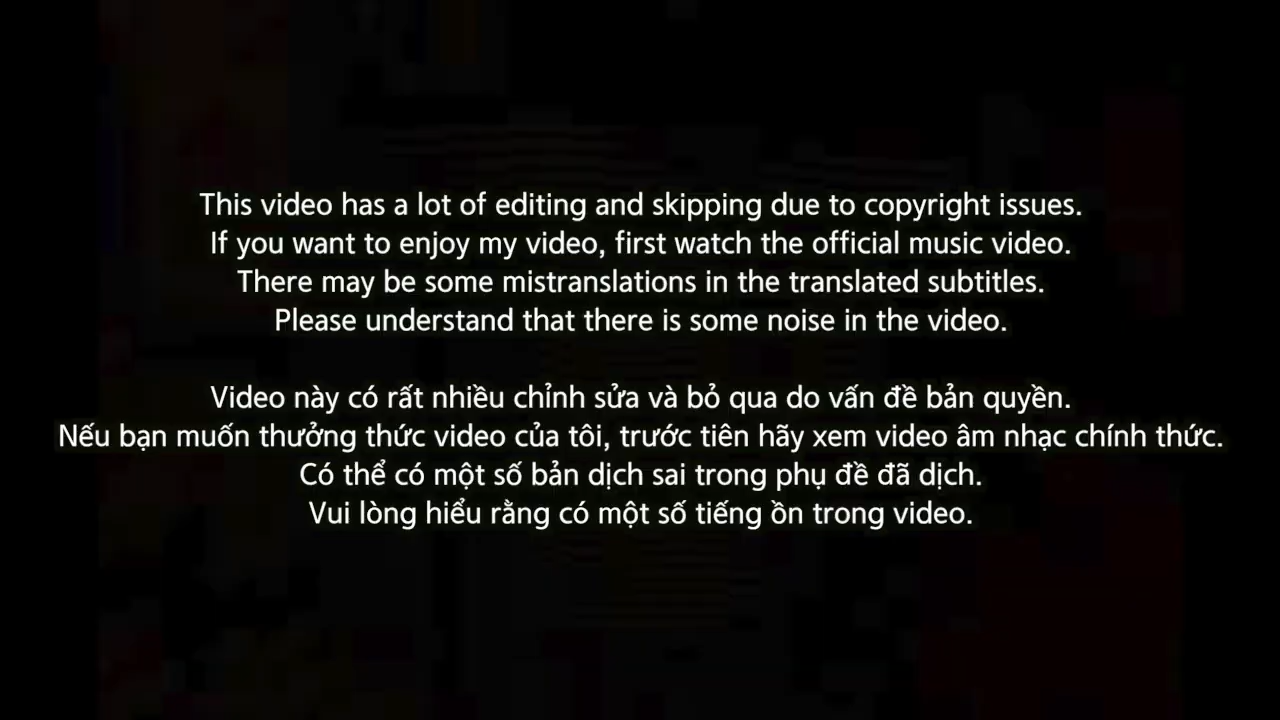 This video has a lot of editing and skipping due to copyright issues.
If you want to enjoy my video, first watch the official music video.
There may be some mistranslations in the translated subtitles.
Please understand that there is some noise in the video.
Video này có rất nhiều chỉnh sửa và bỏ qua do vấn đề bản quyền.
Nếu bạn muốn thưởng thức video của tôi, trước tiên hãy xem video âm nhạc chính thức.
Có thể có một số bản dịch sai trong phụ đề đã dịch.
Vui lòng hiểu rằng có một số tiếng ồn trong video.